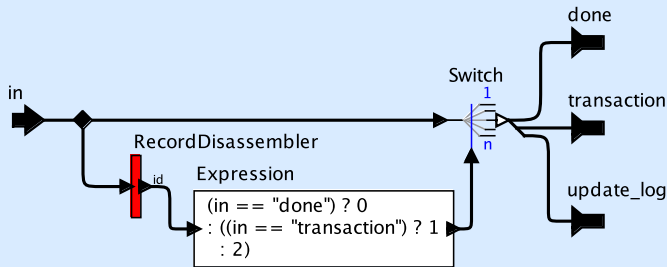 done
Switch
in
1
transaction
n
RecordDisassembler
id
Expression
(in == "done") ? 0
: ((in == "transaction") ? 1
: 2)
update_log